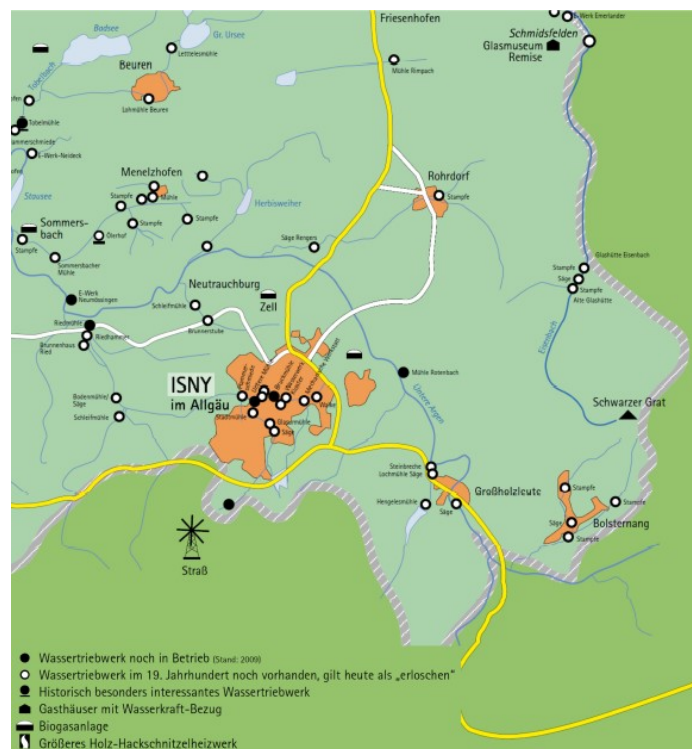 Friesenhofen
E-Werk Emerlander
Schmidsfelden
Glasmuseum
Remise
Badsee
Gr. Ursee
Lettelesmühle
Beuren
Mühle Rimpach
Tobelbach
Lohmühle Beuren
Tobelmühle
E-Werk-Neideck
Menelzhofen
Rohrdorf
Stampfe
Stausee
Stampfe
Mühle
Herbisweiher
Sommers-
bach
Stampfe
Stampfe
Ölerhof
Säge Rengers
Stampfe
Sommersbacher
Mühle
Glashütte Eisenbach
Stampfe
Säge
Stampfe
Alte Glashütte
E-Werk
Neutrauchburg
Zell
Schleifmühle
Eisenbach
Riedmühle
Riedhammer
Brunnenhaus
Ried
Brunnerstube
Mühle Rotenbach
Untere Argen
ISNY
im Allgäu
Schwarzer Grat
Bodenmühle/
Säge
Schleifmühle
Walke
Säge
Steinbreche
Lochmühle Säge
Großholzleute
Hengelesmühle
Säge
Stampfe
Stampfe
Säge
Bolsternang
Stampfe
Straß
Wassertriebwerk noch in Betrieb (Stand: 2009)
Wassertriebwerk im 19. Jahrhundert noch vorhanden, gilt heute als „erloschen"
Historisch besonders interessantes Wassertriebwerk
Gasthäuser mit Wasserkraft-Bezug
Biogasanlage
Größeres Holz-Hackschnitzelheizwerk